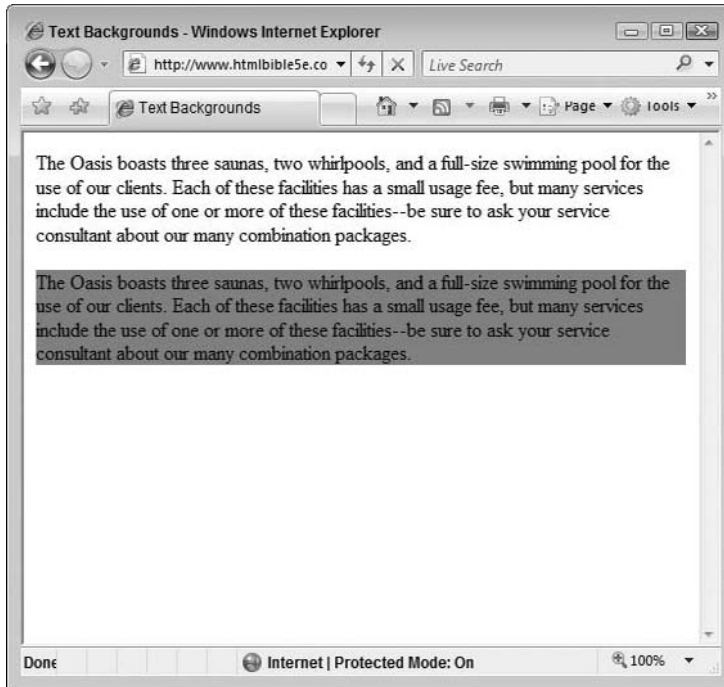 Text Backgrounds - Windows Internet Explorer
http://www.htmlbible5e.co
Live Search
Text Backgrounds
Page
Tools
The Oasis boasts three saunas, two whirlpools, and a full-size swimming pool for the
use of our clients. Each of these facilities has a small usage fee, but many services
include the use of one or more of these facilities--be sure to ask your service
consultant about our many combination packages.
The Oasis boasts three saunas, two whirlpools, and a full-size swimming pool for the
use of our clients. Each of these facilities has a small usage fee, but many services
include the use of one or more of these facilities--be sure to ask your service
consultant about our many combination packages.
Done
Internet | Protected Mode: On
100%